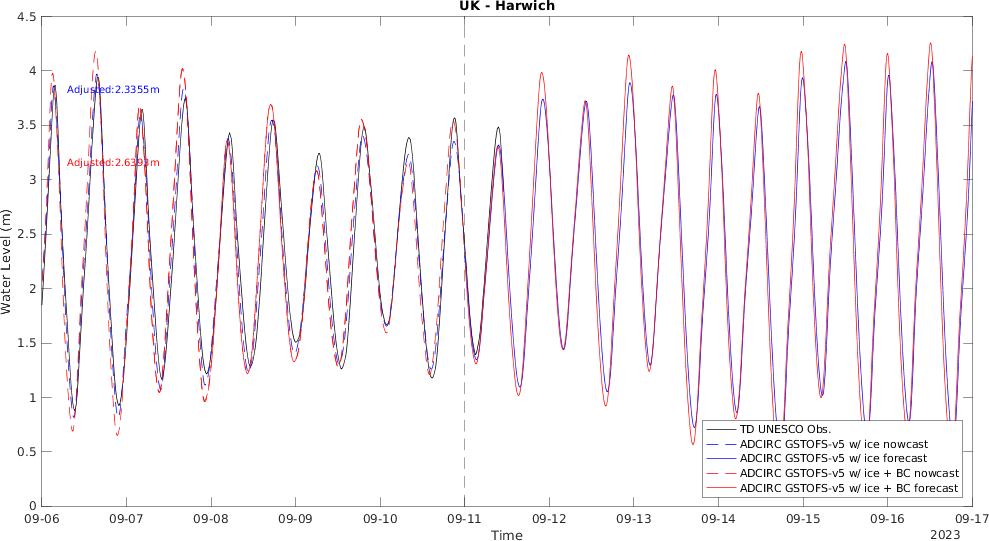 UK - Harwich
4.5
4
3.5
3
2.5
2
1.5
1
0.5
0
Water Level (m)
Adjusted:2.3355m
Adjusted:2.6393m
TD UNESCO Obs.
ADCIRC GSTOFS-v5 w/ ice nowcast
ADCIRC GSTOFS-v5 w/ ice forecast
ADCIRC GSTOFS-v5 w/ ice + BC nowcast
ADCIRC GSTOFS-v5 w/ ice + BC forecast
09-06 09-07 09-08 09-09 09-10 09-11 09-12 09-13 09-14 09-15 09-16 09-17
Time
2023